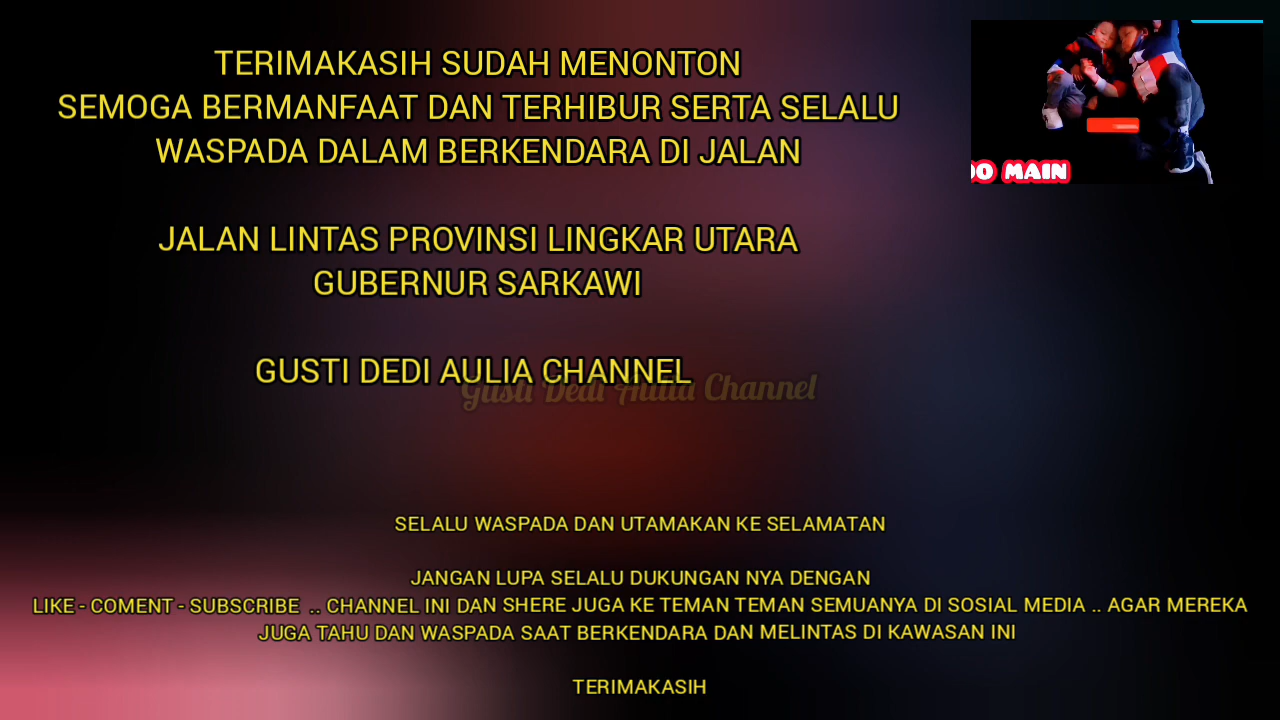 TERIMAKASIH SUDAH MENONTON
SEMOGA BERMANFAAT DAN TERHIBUR SERTA SELALU
WASPADA DALAM BERKENDARA DI JALAN
OO MAIN
JALAN LINTAS PROVINSI LINGKAR UTARA
GUBERNUR SARKAWI
GUSTI DEDI AULIA CHANNEL
Gusti Dedi Aulia Channel
SELALU WASPADA DAN UTAMAKAN KE SELAMATAN
JANGAN LUPA SELALU DUKUNGAN NYA DENGAN
LIKE - COMENT - SUBSCRIBE .. CHANNEL INI DAN SHERE JUGA KE TEMAN TEMAN SEMUANYA DI SOSIAL MEDIA .. AGAR MEREKA
JUGA TAHU DAN WASPADA SAAT BERKENDARA DAN MELINTAS DI KAWASAN INI
TERIMAKASIH